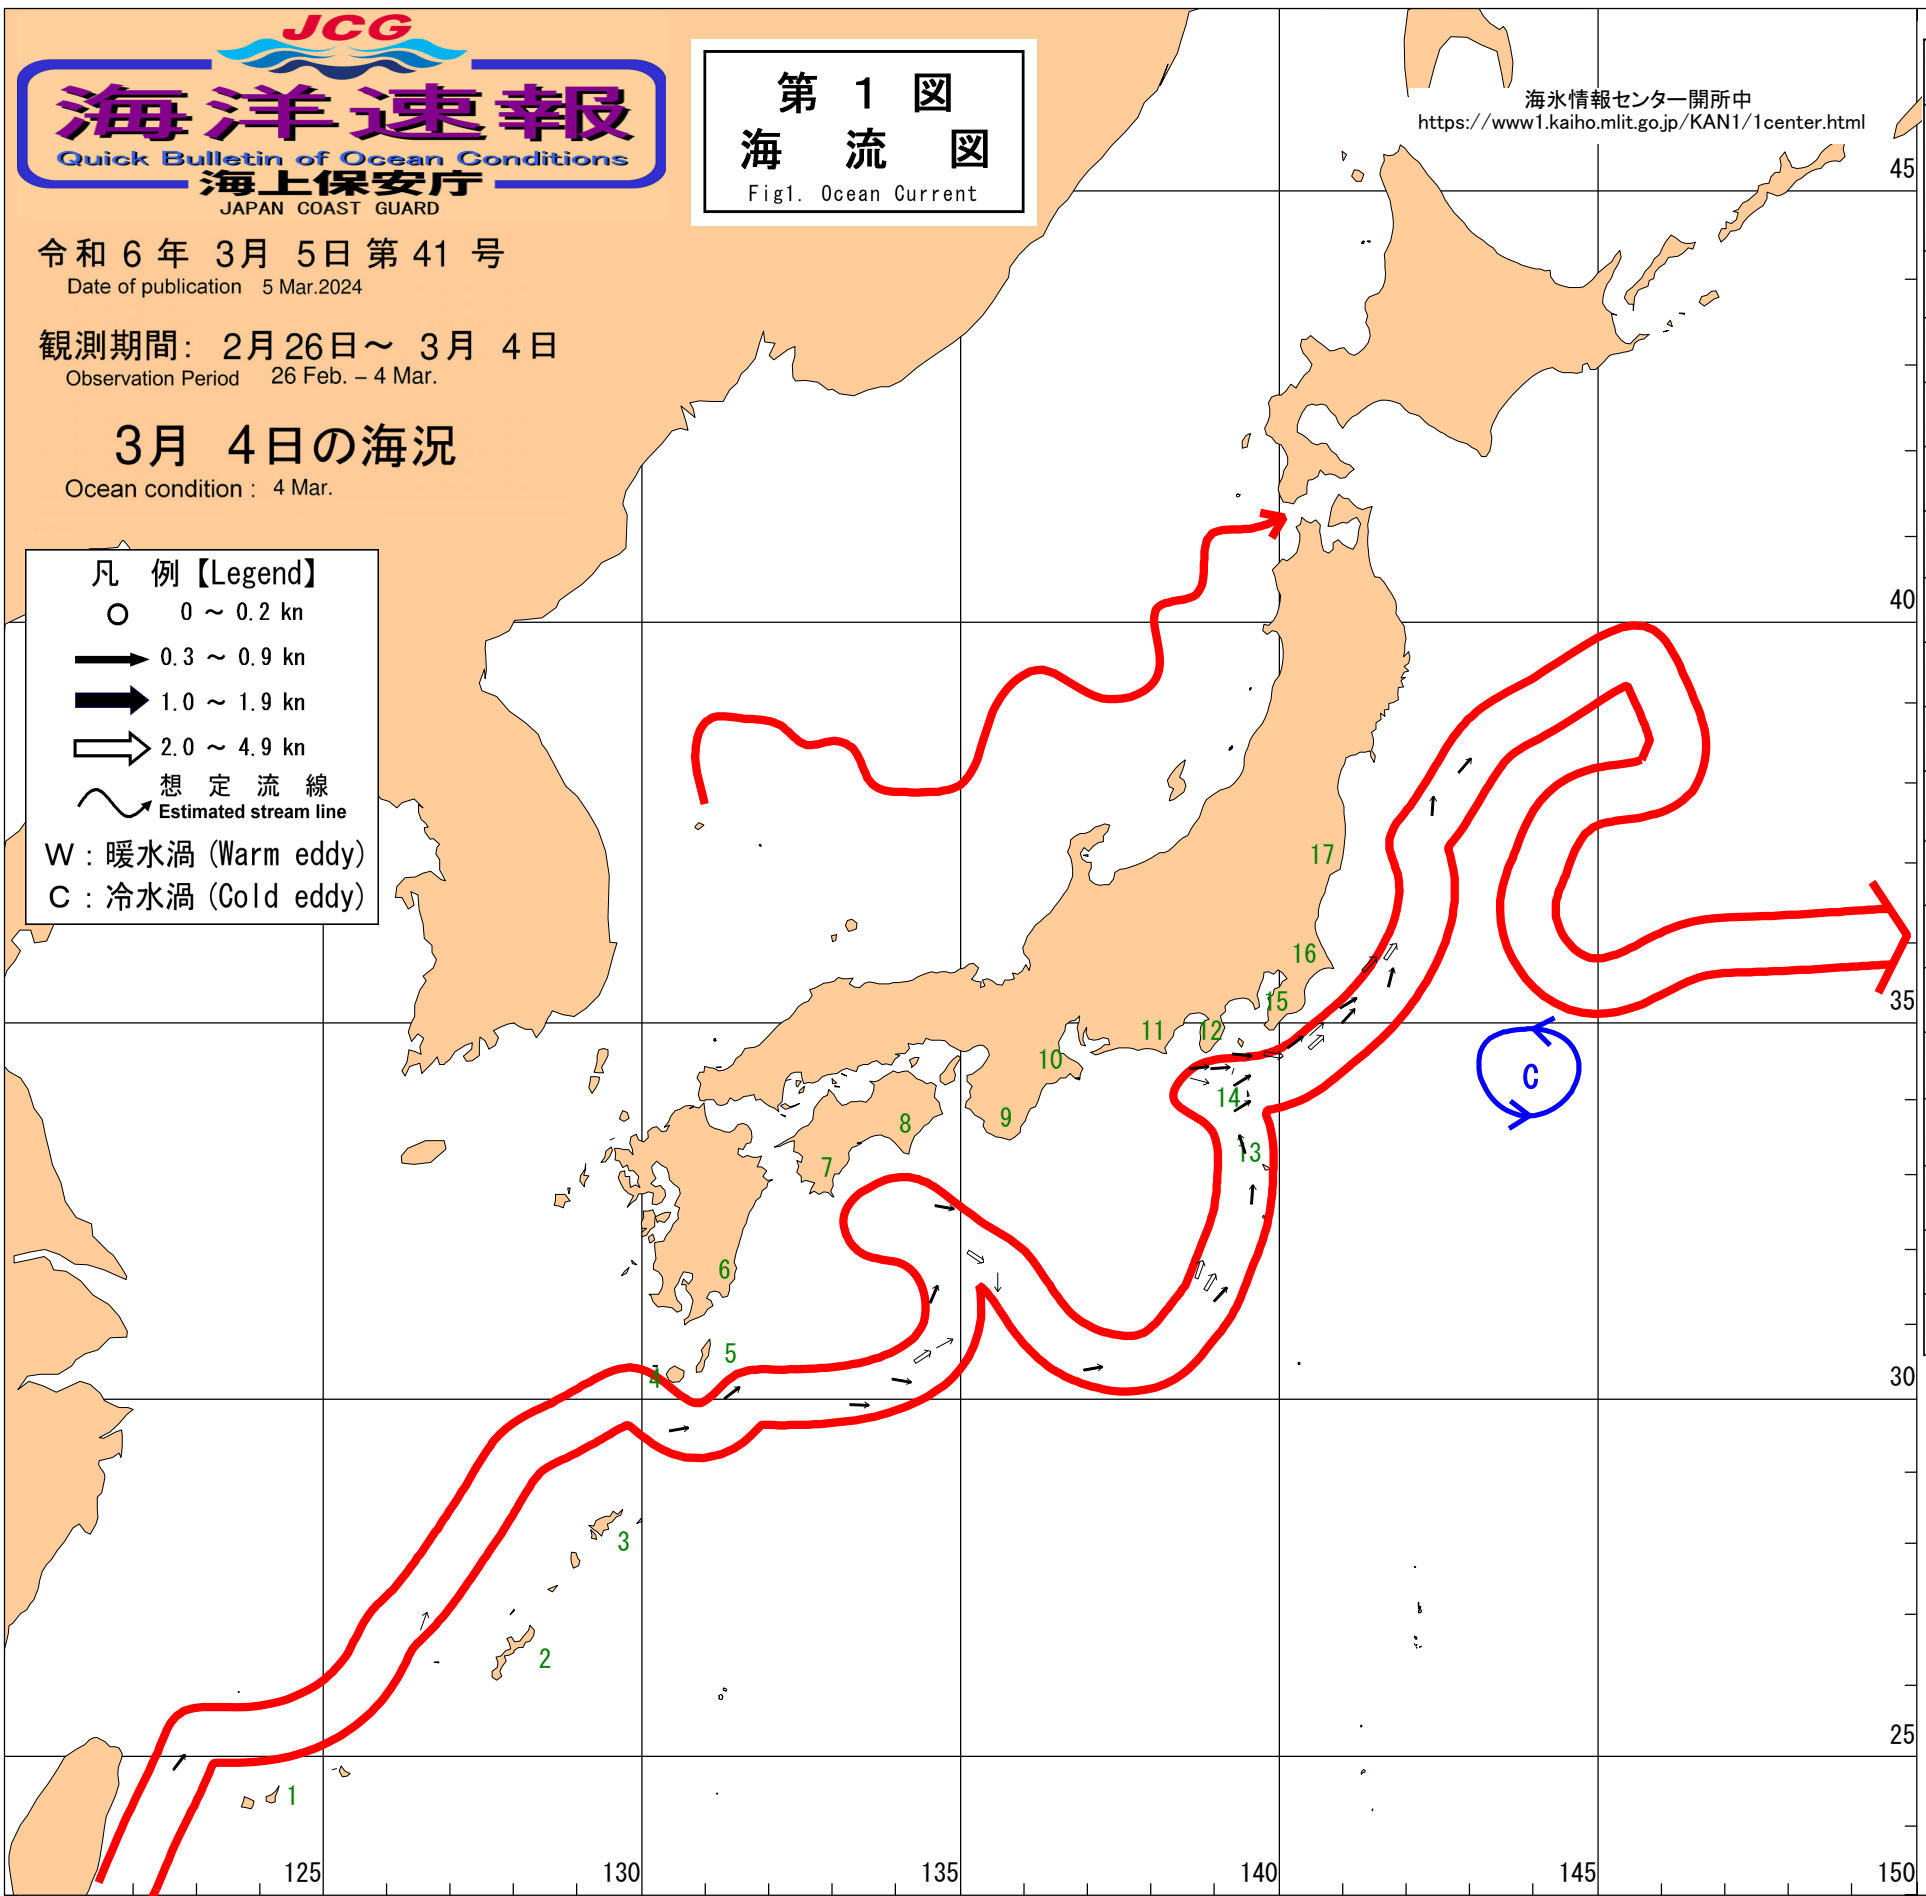 JCG
海洋速報
Quick Bulletin of Ocean Conditions
海上保安庁
JAPAN COAST GUARD
第 1 図
海 流 図
Fig1. Ocean Current
海氷情報センター開所中
https://www1.kaiho.mlit.go.jp/KAN1/1center.html
令和 6 年 3月 5日 第 41 号
Date of publication 5 Mar.2024
観測期間: 2月 26日～ 3月 4日
Observation Period 26 Feb. – 4 Mar.
3月 4日の海況
Ocean condition : 4 Mar.
凡 例【Legend】
0 ～ 0.2 kn
0.3 ～ 0.9 kn
1.0 ～ 1.9 kn
2.0 ～ 4.9 kn
想 定 流 線
Estimated stream line
W : 暖水渦 (Warm eddy)
C : 冷水渦 (Cold eddy)
45
40
35
30
25
17
16
15
12
11
10
14
C
9
8
7
13
6
5
4
3
2
1
125
130
135
140
145
150